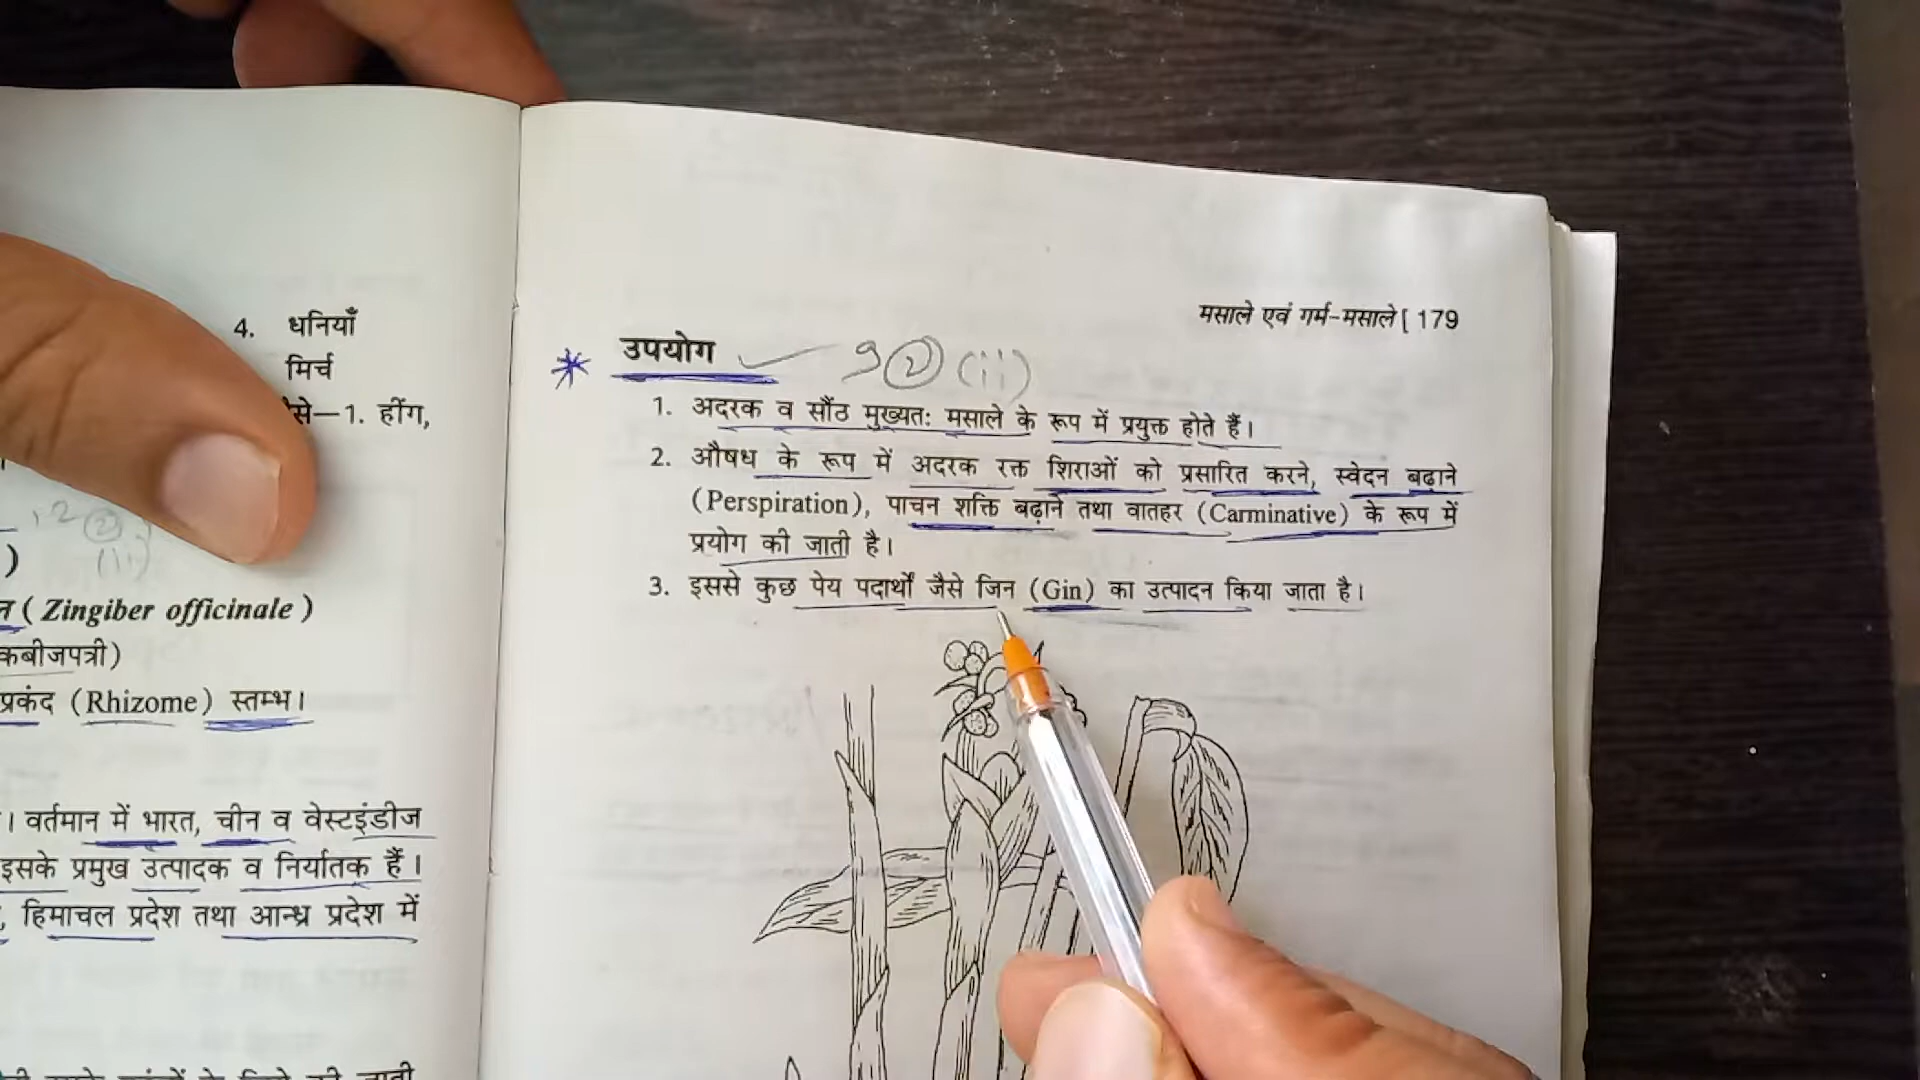 4. धनियाँ
मिर्च
से—1. हींग,
( Zingiber officinale )
कबीजपत्री)
प्रकंद (Rhizome) स्तम्भ।
। वर्तमान में भारत, चीन व वेस्टइंडीज
इसके प्रमुख उत्पादक व निर्यातक हैं।
, हिमाचल प्रदेश तथा आन्ध्र प्रदेश में
मसाले एवं गर्म-मसाले [ 179
उपयोग 9 (2) (ii)
1. अदरक व सौंठ मुख्यतः मसाले के रूप में प्रयुक्त होते हैं।
2. औषध के रूप में अदरक रक्त शिराओं को प्रसारित करने, स्वेदन बढ़ाने
(Perspiration), पाचन शक्ति बढ़ाने तथा वातहर (Carminative) के रूप में
प्रयोग की जाती है।
3. इससे कुछ पेय पदार्थों जैसे जिन (Gin) का उत्पादन किया जाता है।